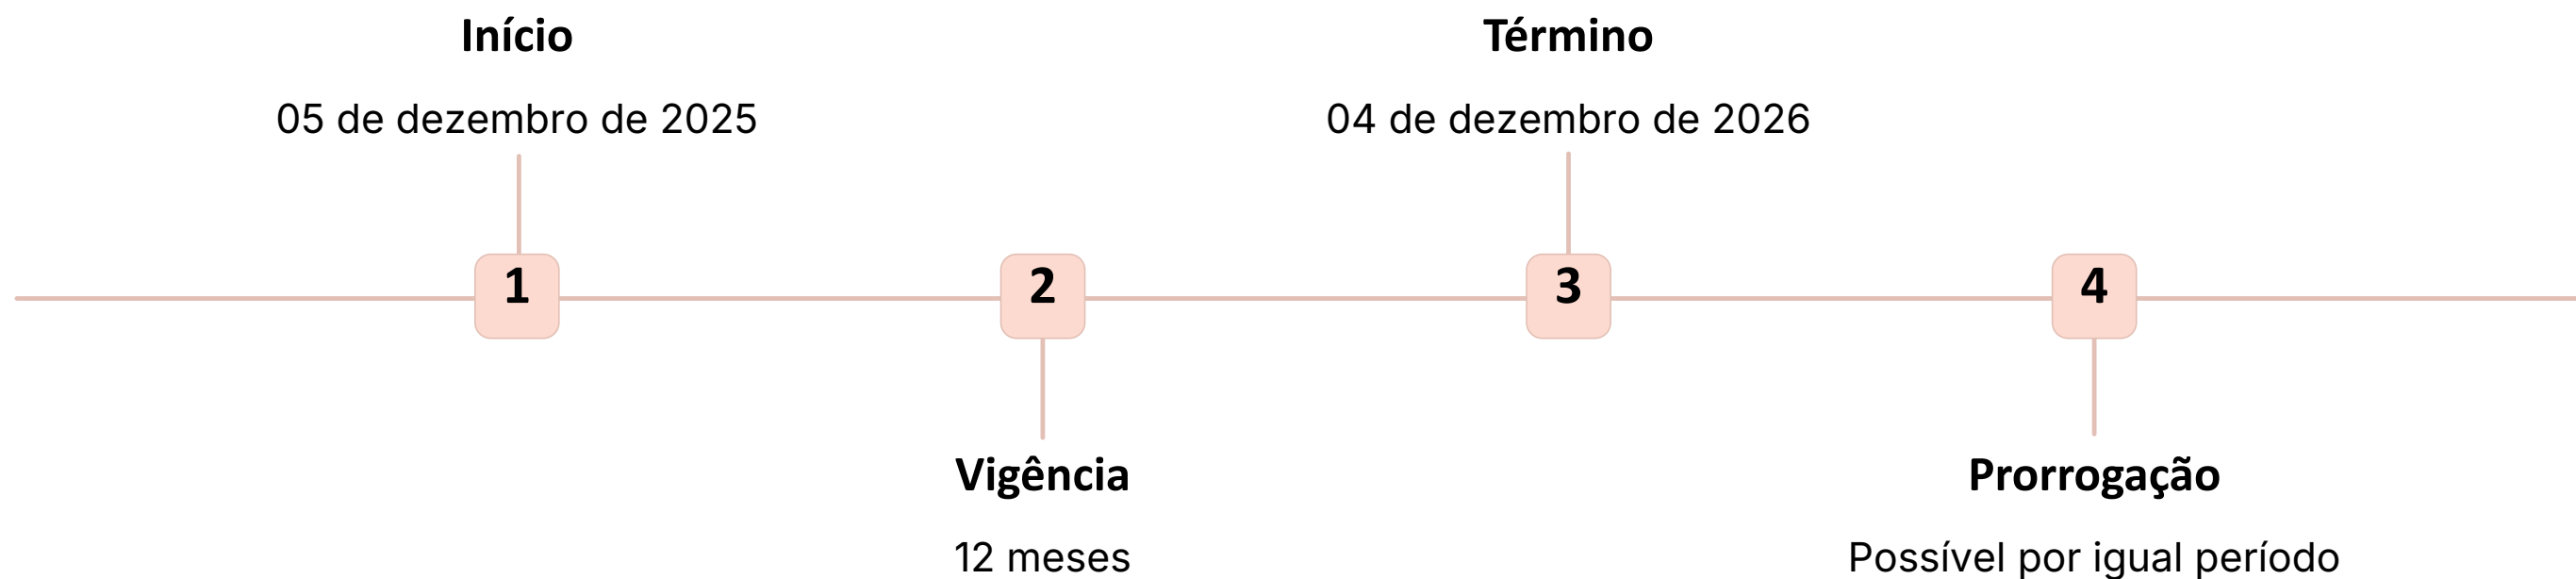 Início
05 de dezembro de 2025
Término
04 de dezembro de 2026
1
2
3
4
Vigência
12 meses
Prorrogação
Possível por igual período